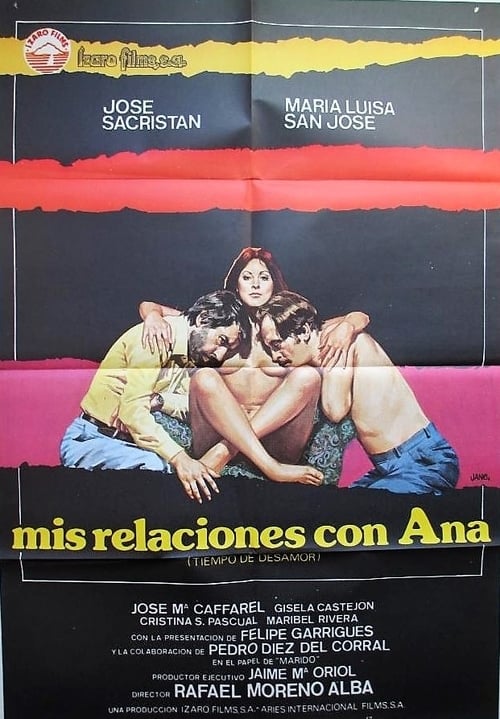 IZARO FILMS
Izaro films, s.a.
JOSE
SACRISTAN
MARIA LUISA
SAN JOSE
JANO
mis relaciones con Ana
(TIEMPO DE DESAMOR)
JOSE Mª CAFFAREL GISELA CASTEJON
CRISTINA S. PASCUAL MARIBEL RIVERA
CON LA PRESENTACION DE FELIPE GARRIGUES
Y LA COLABORACION DE PEDRO DIEZ DEL CORRAL
EN EL PAPEL DE "MARIDO"
PRODUCTOR EJECUTIVO JAIME Mª ORIOL
DIRECTOR RAFAEL MORENO ALBA
UNA PRODUCCION IZARO FILMS, S.A. ARIES INTERNATIONAL FILMS, S.A.